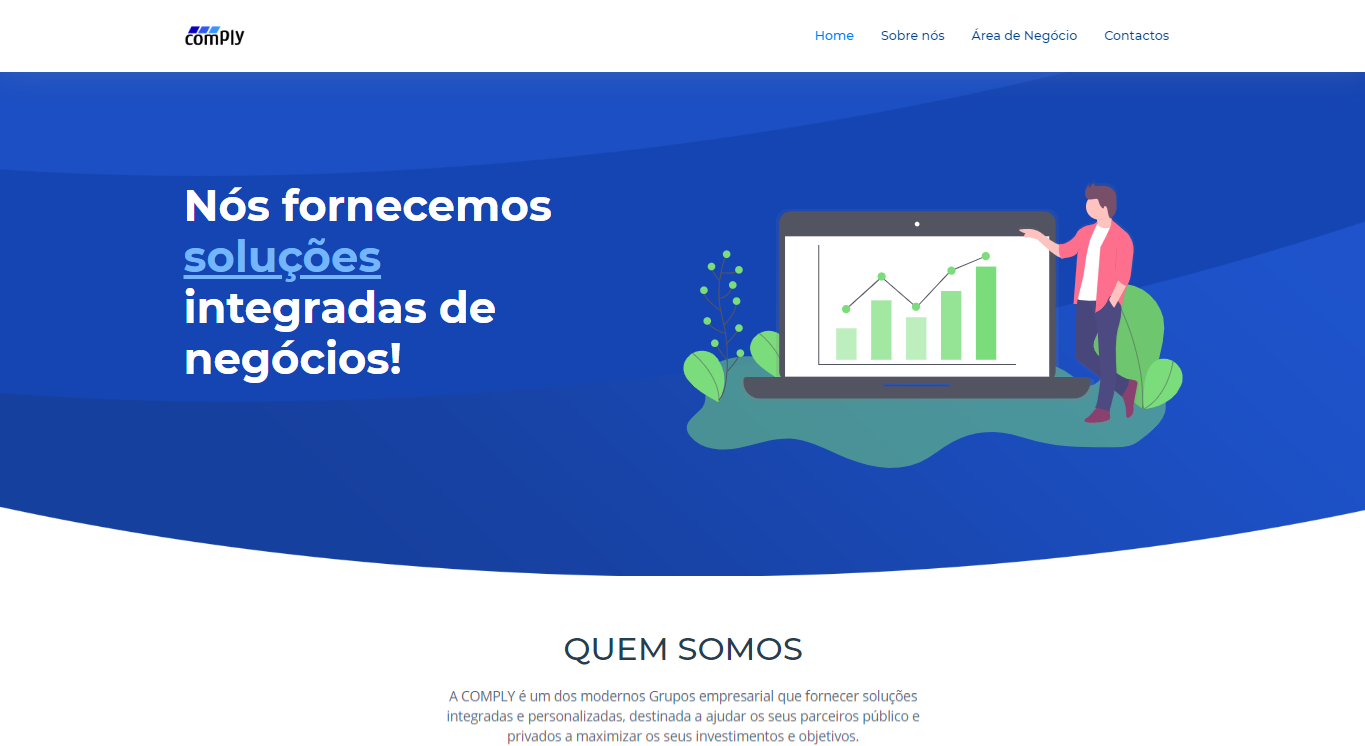 comPly
Home
Sobre nós
Área de Negócio
Contactos
Nós fornecemos
soluções
integradas de
negócios!
QUEM SOMOS
A COMPLY é um dos modernos Grupos empresarial que fornecer soluções
integradas e personalizadas, destinada a ajudar os seus parceiros público e
privados a maximizar os seus investimentos e objetivos.